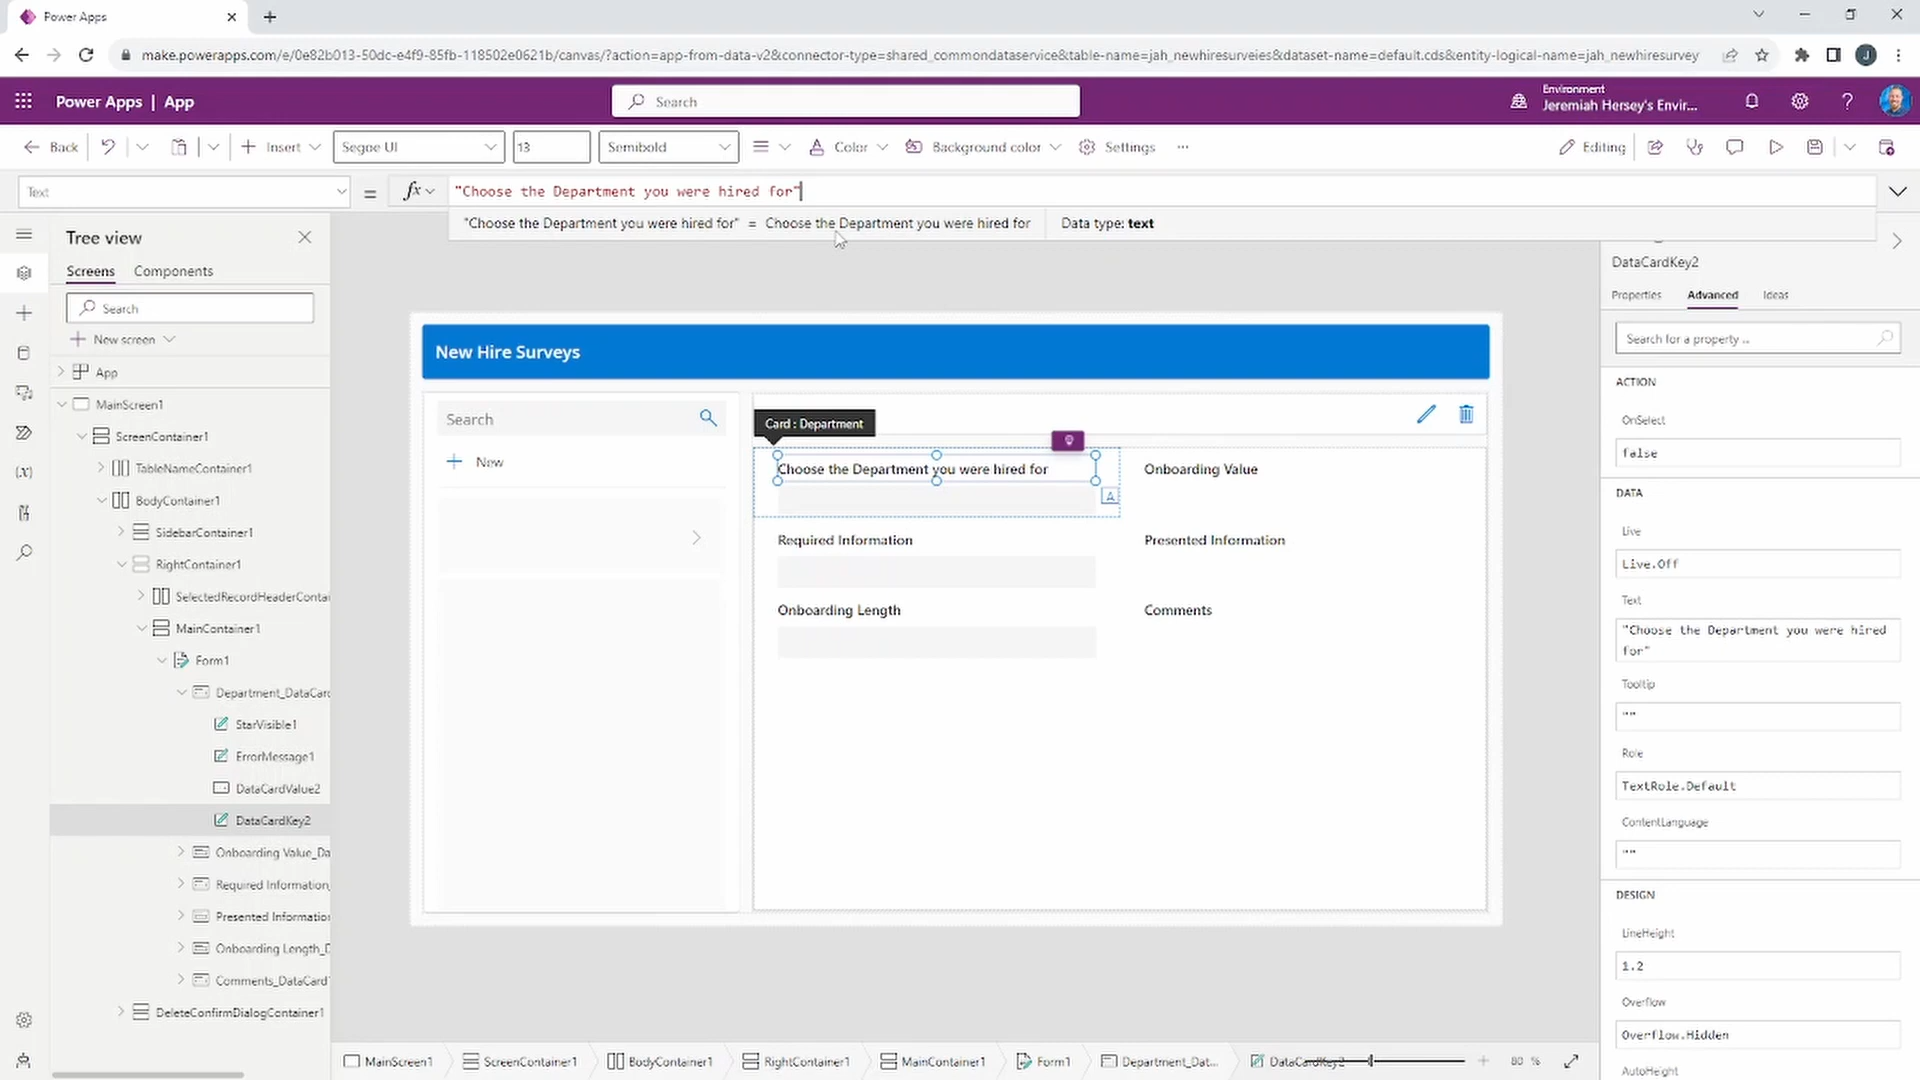 Power Apps
make.powerapps.com/e/0e82b013-50dc-e4f9-85fb-118502e0621b/canvas/?action=app-from-data-v2&connector-type=shared_commondataservice&table-name=jah_newhiresurveies&dataset-name=default.cds&entity-logical-name=jah_newhiresurvey
J
Power Apps | App
Search
Environment
Jeremiah Hersey's Envir...
Back
Insert
Segoe UI
13
Semibold
Color
Background color
Settings
...
Editing
Text
=
fx
"Choose the Department you were hired for"
"Choose the Department you were hired for" = Choose the Department you were hired for
Data type: text
Tree view
Screens
Components
Search
New screen
App
MainScreen1
ScreenContainer1
TableNameContainer1
BodyContainer1
SidebarContainer1
RightContainer1
SelectedRecordHeaderContai
MainContainer1
Form1
Department_DataCard
StarVisible1
ErrorMessage1
DataCardValue2
DataCardKey2
Onboarding Value_Da
Required Information_
Presented Information
Onboarding Length_D
Comments_DataCard1
DeleteConfirmDialogContainer1
New Hire Surveys
Search
New
Card : Department
Choose the Department you were hired for
A
Onboarding Value
Required Information
Presented Information
Onboarding Length
Comments
DataCardKey2
Properties
Advanced
Ideas
Search for a property ..
ACTION
OnSelect
false
DATA
Live
Live.Off
Text
"Choose the Department you were hired
for"
Tooltip
""
Role
TextRole.Default
ContentLanguage
""
DESIGN
LineHeight
1.2
Overflow
Overflow.Hidden
AutoHeight
MainScreen1
ScreenContainer1
BodyContainer1
RightContainer1
MainContainer1
Form1
Department_Dat...
DataCardKey2
80 %